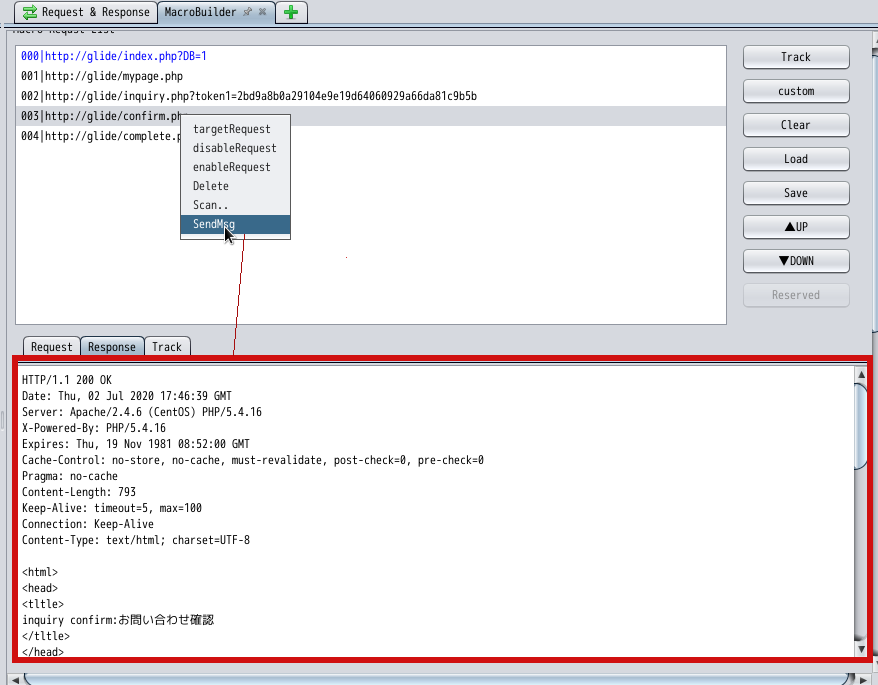 Request & Response
MacroBuilder
Macro Request List
000|http://glide/index.php?DB=1
001|http://glide/mypage.php
002|http://glide/inquiry.php?token1=2bd9a8b0a29104e9e19d64060929a66da81c9b5b
003|http://glide/confirm.ph
004|http://glide/complete.p
targetRequest
disableRequest
enableRequest
Delete
Scan..
SendMsg
Track
custom
Clear
Load
Save
▲UP
▼DOWN
Reserved
Request
Response
Track
HTTP/1.1 200 OK
Date: Thu, 02 Jul 2020 17:46:39 GMT
Server: Apache/2.4.6 (CentOS) PHP/5.4.16
X-Powered-By: PHP/5.4.16
Expires: Thu, 19 Nov 1981 08:52:00 GMT
Cache-Control: no-store, no-cache, must-revalidate, post-check=0, pre-check=0
Pragma: no-cache
Content-Length: 793
Keep-Alive: timeout=5, max=100
Connection: Keep-Alive
Content-Type: text/html; charset=UTF-8
<html>
<head>
<tltle>
inquiry confirm:お問い合わせ確認
</tltle>
</head>